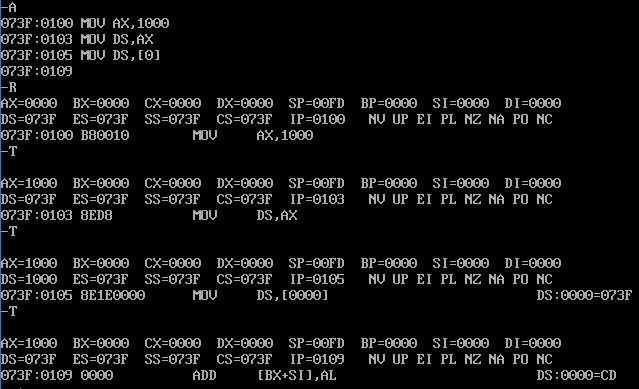 -A
073F:0100 MOV AX,1000
073F:0103 MOV DS,AX
073F:0105 MOV DS,[0]
073F:0109
-R
AX=0000 BX=0000 CX=0000 DX=0000 SP=00FD BP=0000 SI=0000 DI=0000
DS=073F ES=073F SS=073F CS=073F IP=0100 NV UP EI PL NZ NA PO NC
073F:0100 B80010 MOV AX,1000
-T
AX=1000 BX=0000 CX=0000 DX=0000 SP=00FD BP=0000 SI=0000 DI=0000
DS=073F ES=073F SS=073F CS=073F IP=0103 NV UP EI PL NZ NA PO NC
073F:0103 8ED8 MOV DS,AX
-T
AX=1000 BX=0000 CX=0000 DX=0000 SP=00FD BP=0000 SI=0000 DI=0000
DS=1000 ES=073F SS=073F CS=073F IP=0105 NV UP EI PL NZ NA PO NC
073F:0105 8E1E0000 MOV DS,[0000] DS:0000=073F
-T
AX=1000 BX=0000 CX=0000 DX=0000 SP=00FD BP=0000 SI=0000 DI=0000
DS=073F ES=073F SS=073F CS=073F IP=0109 NV UP EI PL NZ NA PO NC
073F:0109 0000 ADD [BX+SI],AL DS:0000=CD